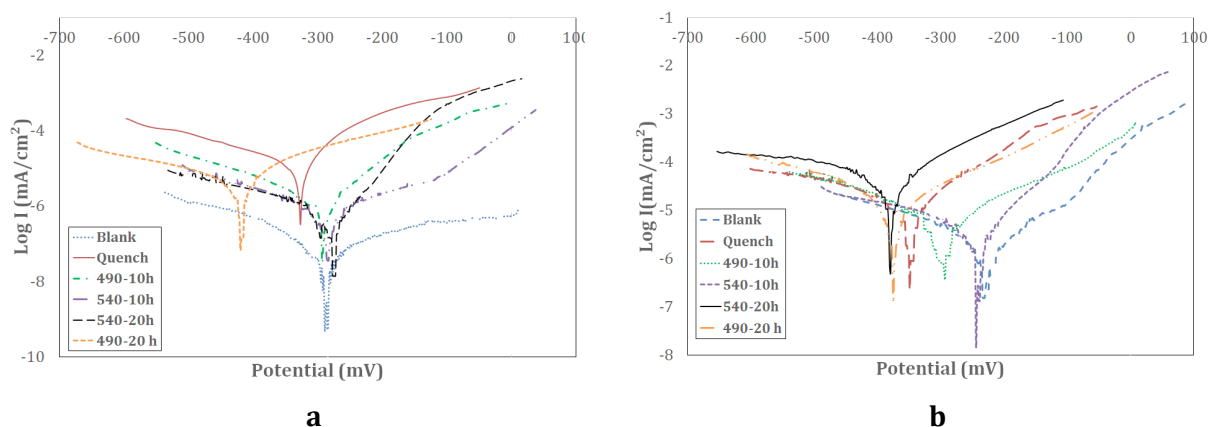 -700 -600 -500 -400 -300 -200 -100 0 100
-2
-4
-6
-8
-10
Log I (mA/cm²)
Blank
Quench
490-10h
540-10h
540-20h
490-20 h
Potential (mV)
a
-700 -600 -500 -400 -300 -200 -100 0 100
-1
-2
-3
-4
-5
-6
-7
-8
Log I(mA/cm²)
Blank
Quench
490-10h
540-10h
540-20h
490-20 h
Potential (mV)
b